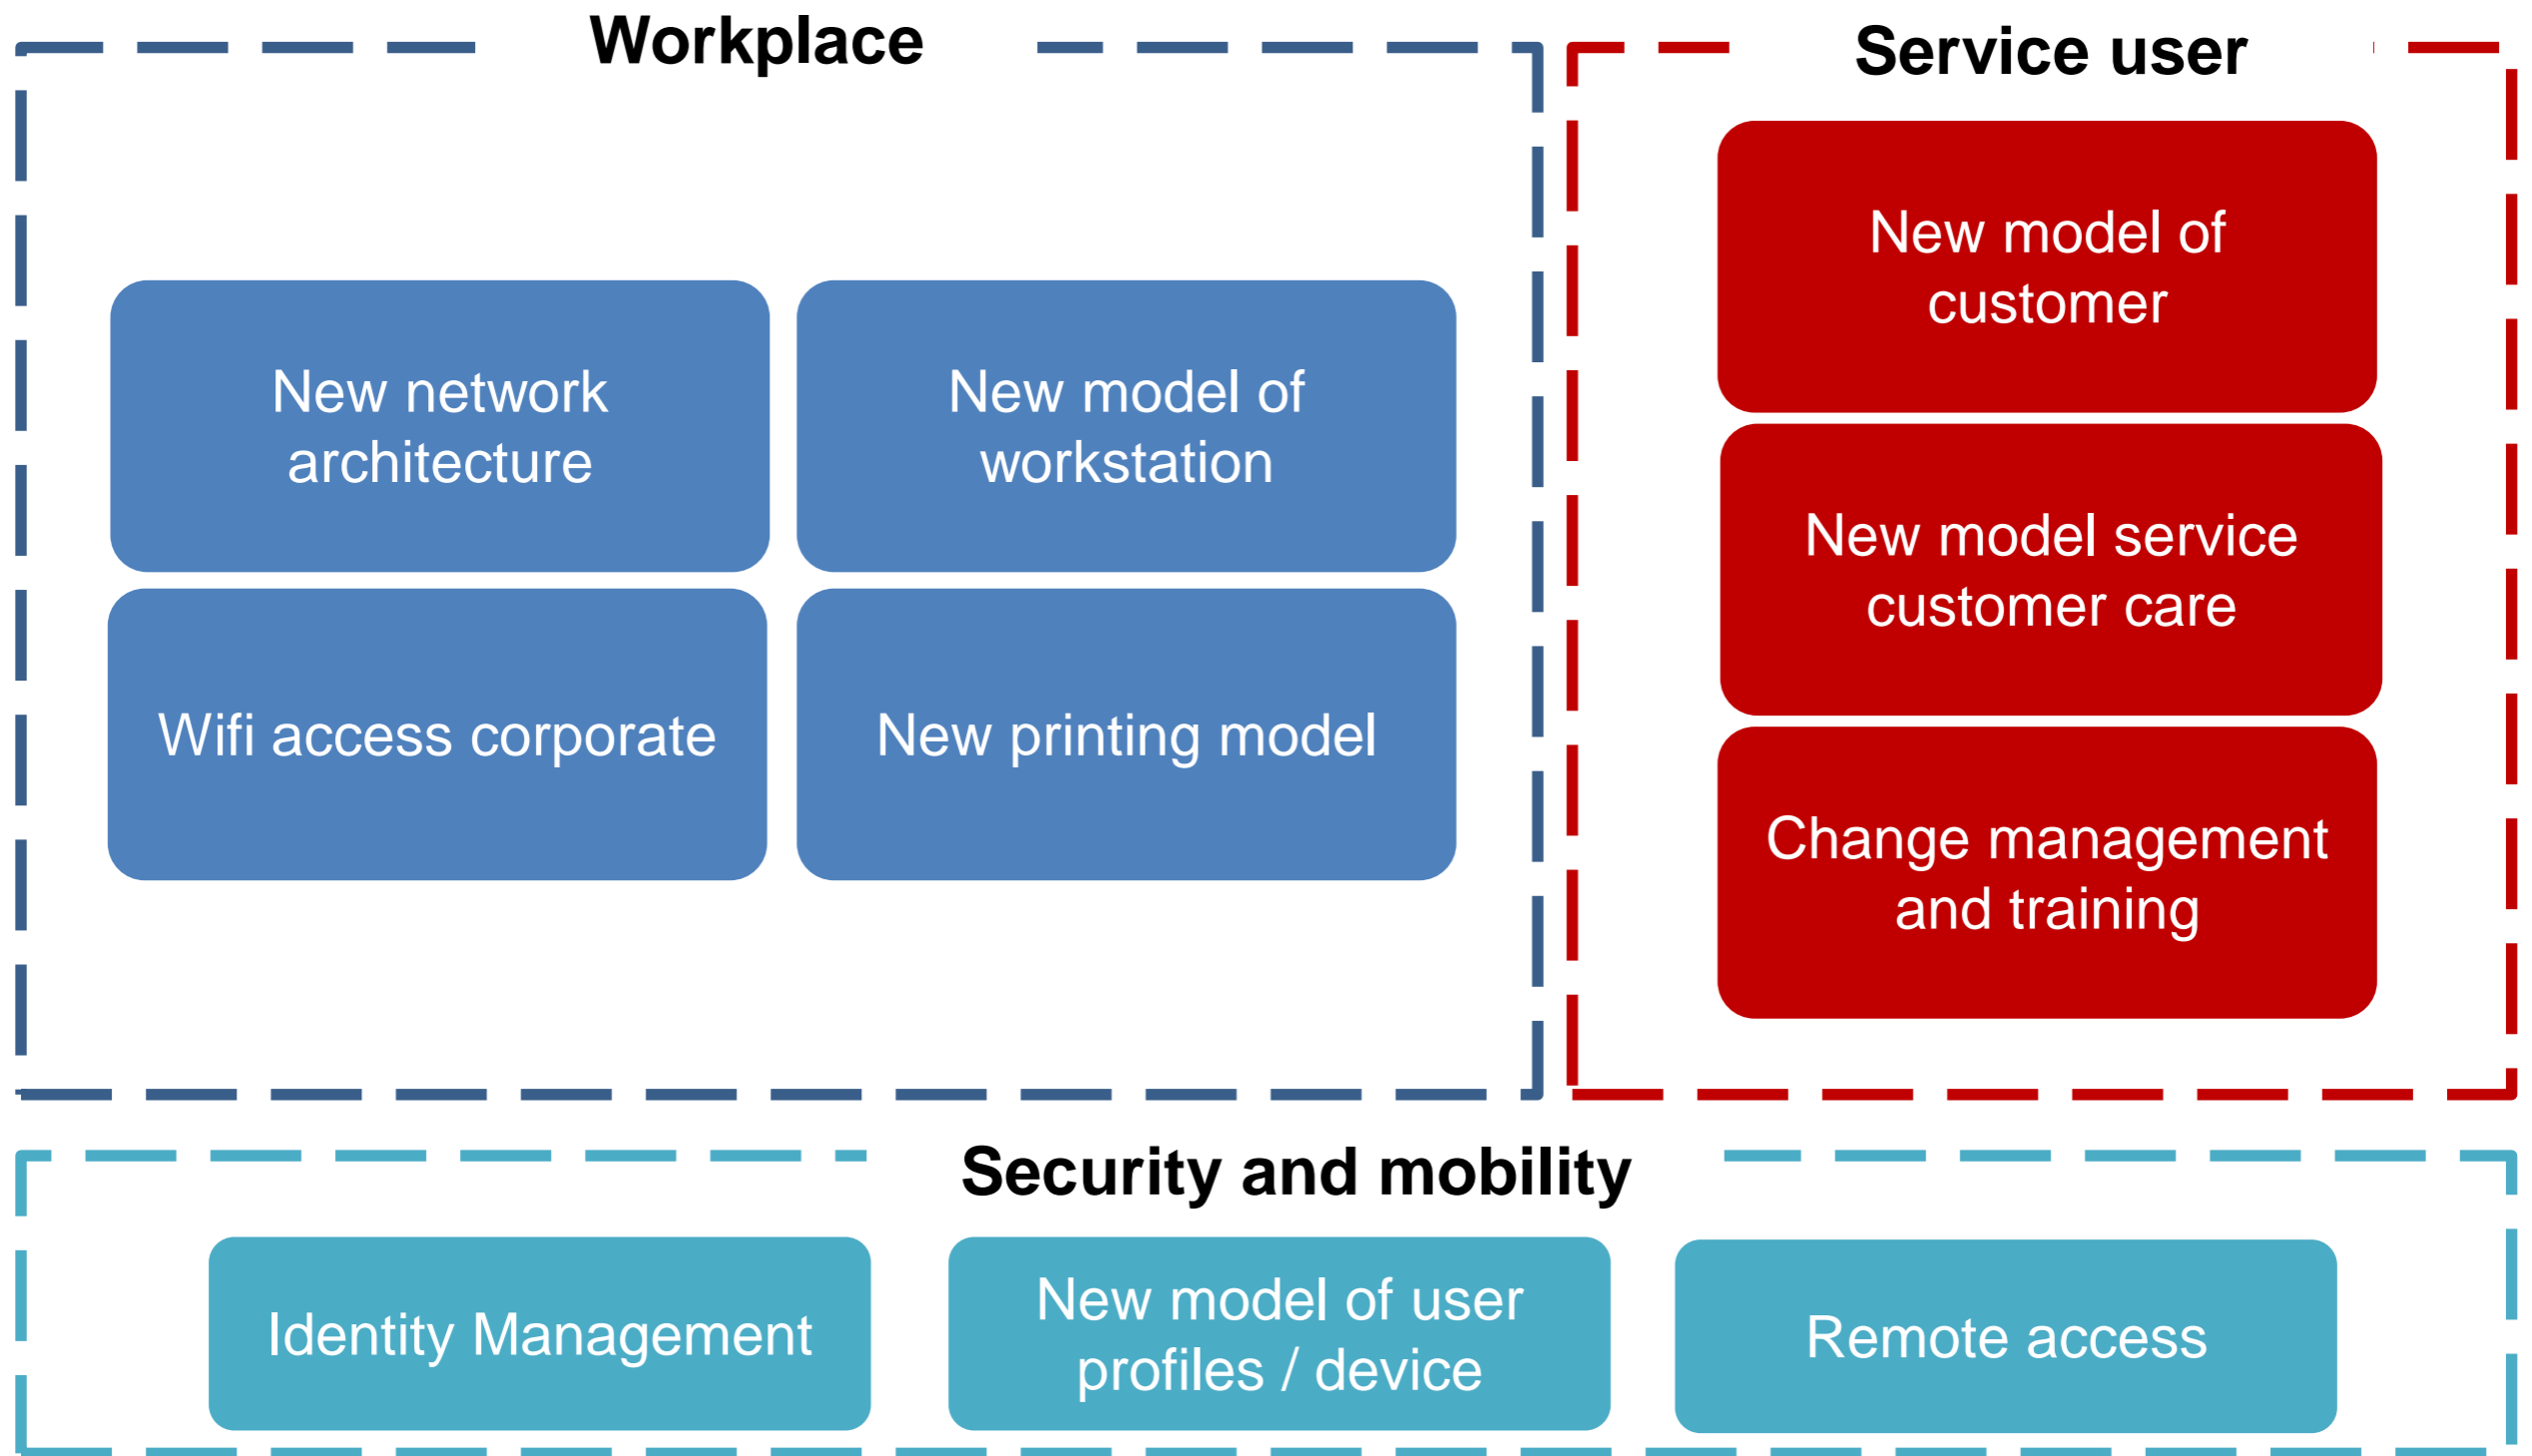 Workplace
New network
architecture
New model of
workstation
Wifi access corporate
New printing model
Service user
New model of
customer
New model service
customer care
Change management
and training
Security and mobility
Identity Management
New model of user
profiles / device
Remote access